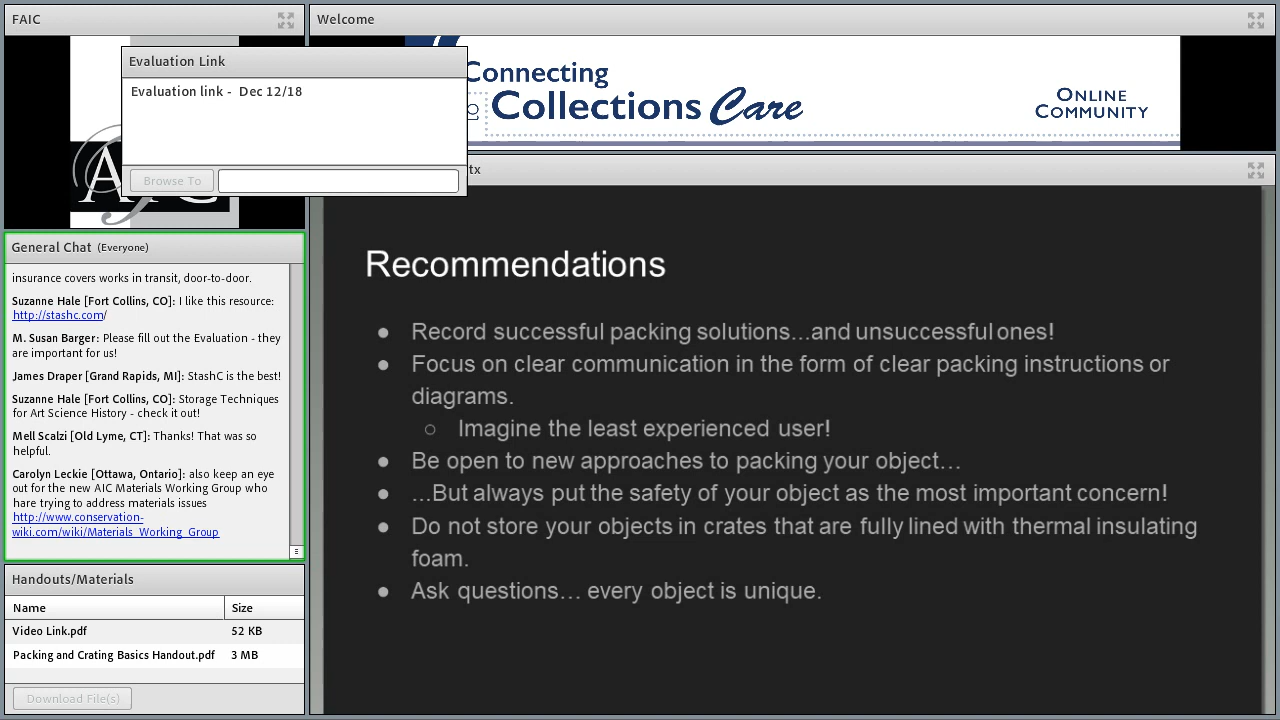 FAIC
Welcome
Evaluation Link
Evaluation link - Dec 12/18
Browse To
Connecting
Collections Care
ONLINE
COMMUNITY
tx
General Chat (Everyone)
insurance covers works in transit, door-to-door.
Suzanne Hale [Fort Collins, CO]: I like this resource:
http://stashc.com/
M. Susan Barger: Please fill out the Evaluation - they
are important for us!
James Draper [Grand Rapids, MI]: StashC is the best!
Suzanne Hale [Fort Collins, CO]: Storage Techniques
for Art Science History - check it out!
Mell Scalzi [Old Lyme, CT]: Thanks! That was so
helpful.
Carolyn Leckie [Ottawa, Ontario]: also keep an eye
out for the new AIC Materials Working Group who
hare trying to address materials issues
http://www.conservation-
wiki.com/wiki/Materials_Working_Group
Handouts/Materials
Name Size
Video Link.pdf 52 KB
Packing and Crating Basics Handout.pdf 3 MB
Download File(s)
Recommendations
● Record successful packing solutions...and unsuccessful ones!
● Focus on clear communication in the form of clear packing instructions or
diagrams.
○ Imagine the least experienced user!
● Be open to new approaches to packing your object…
● …But always put the safety of your object as the most important concern!
● Do not store your objects in crates that are fully lined with thermal insulating
foam.
● Ask questions… every object is unique.